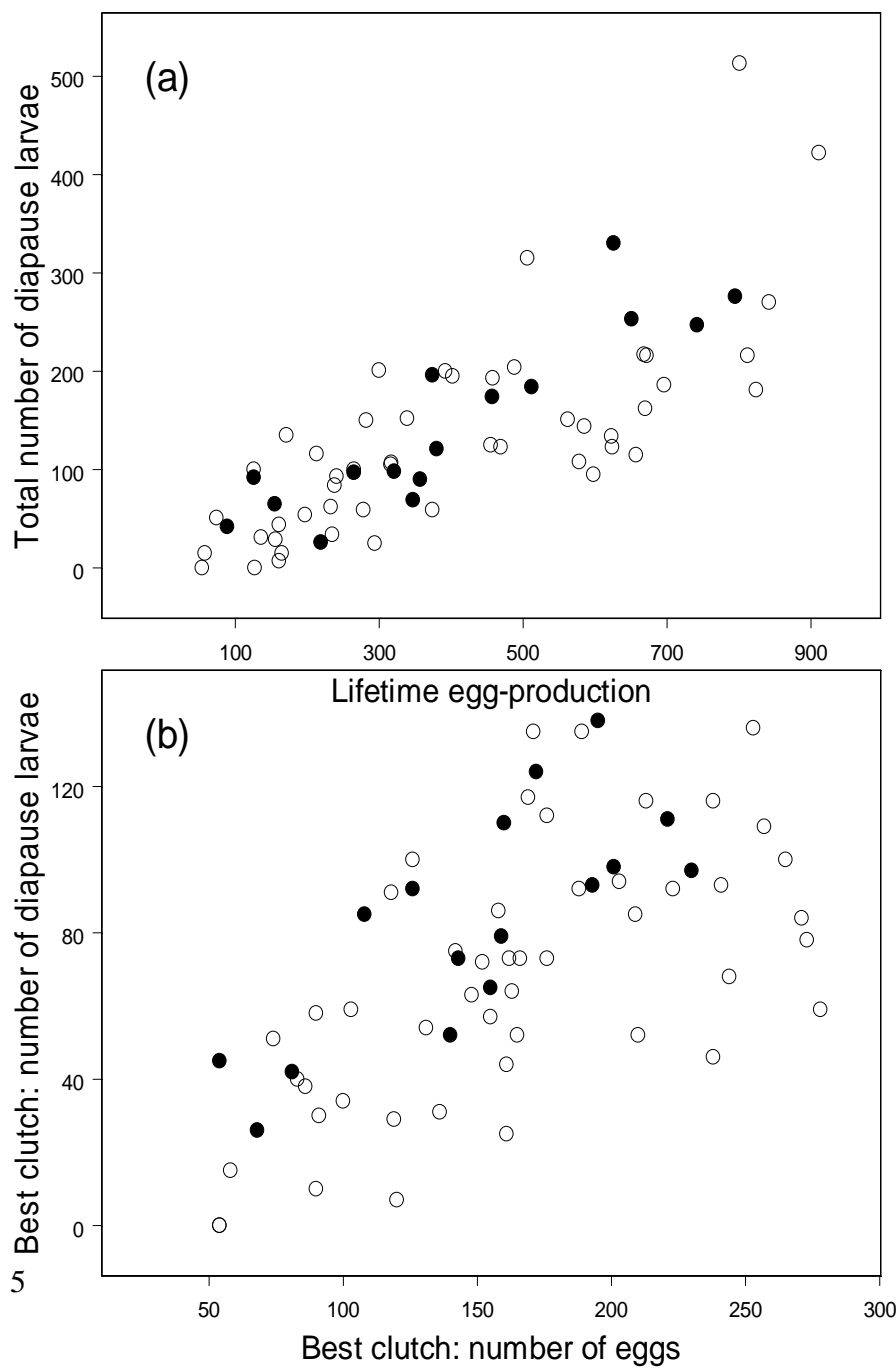 (a)
Total number of diapause larvae
500
400
300
200
100
0
100 300 500 700 900
Lifetime egg-production
(b)
Best clutch: number of diapause larvae
120
80
40
0
5
50 100 150 200 250 300
Best clutch: number of eggs